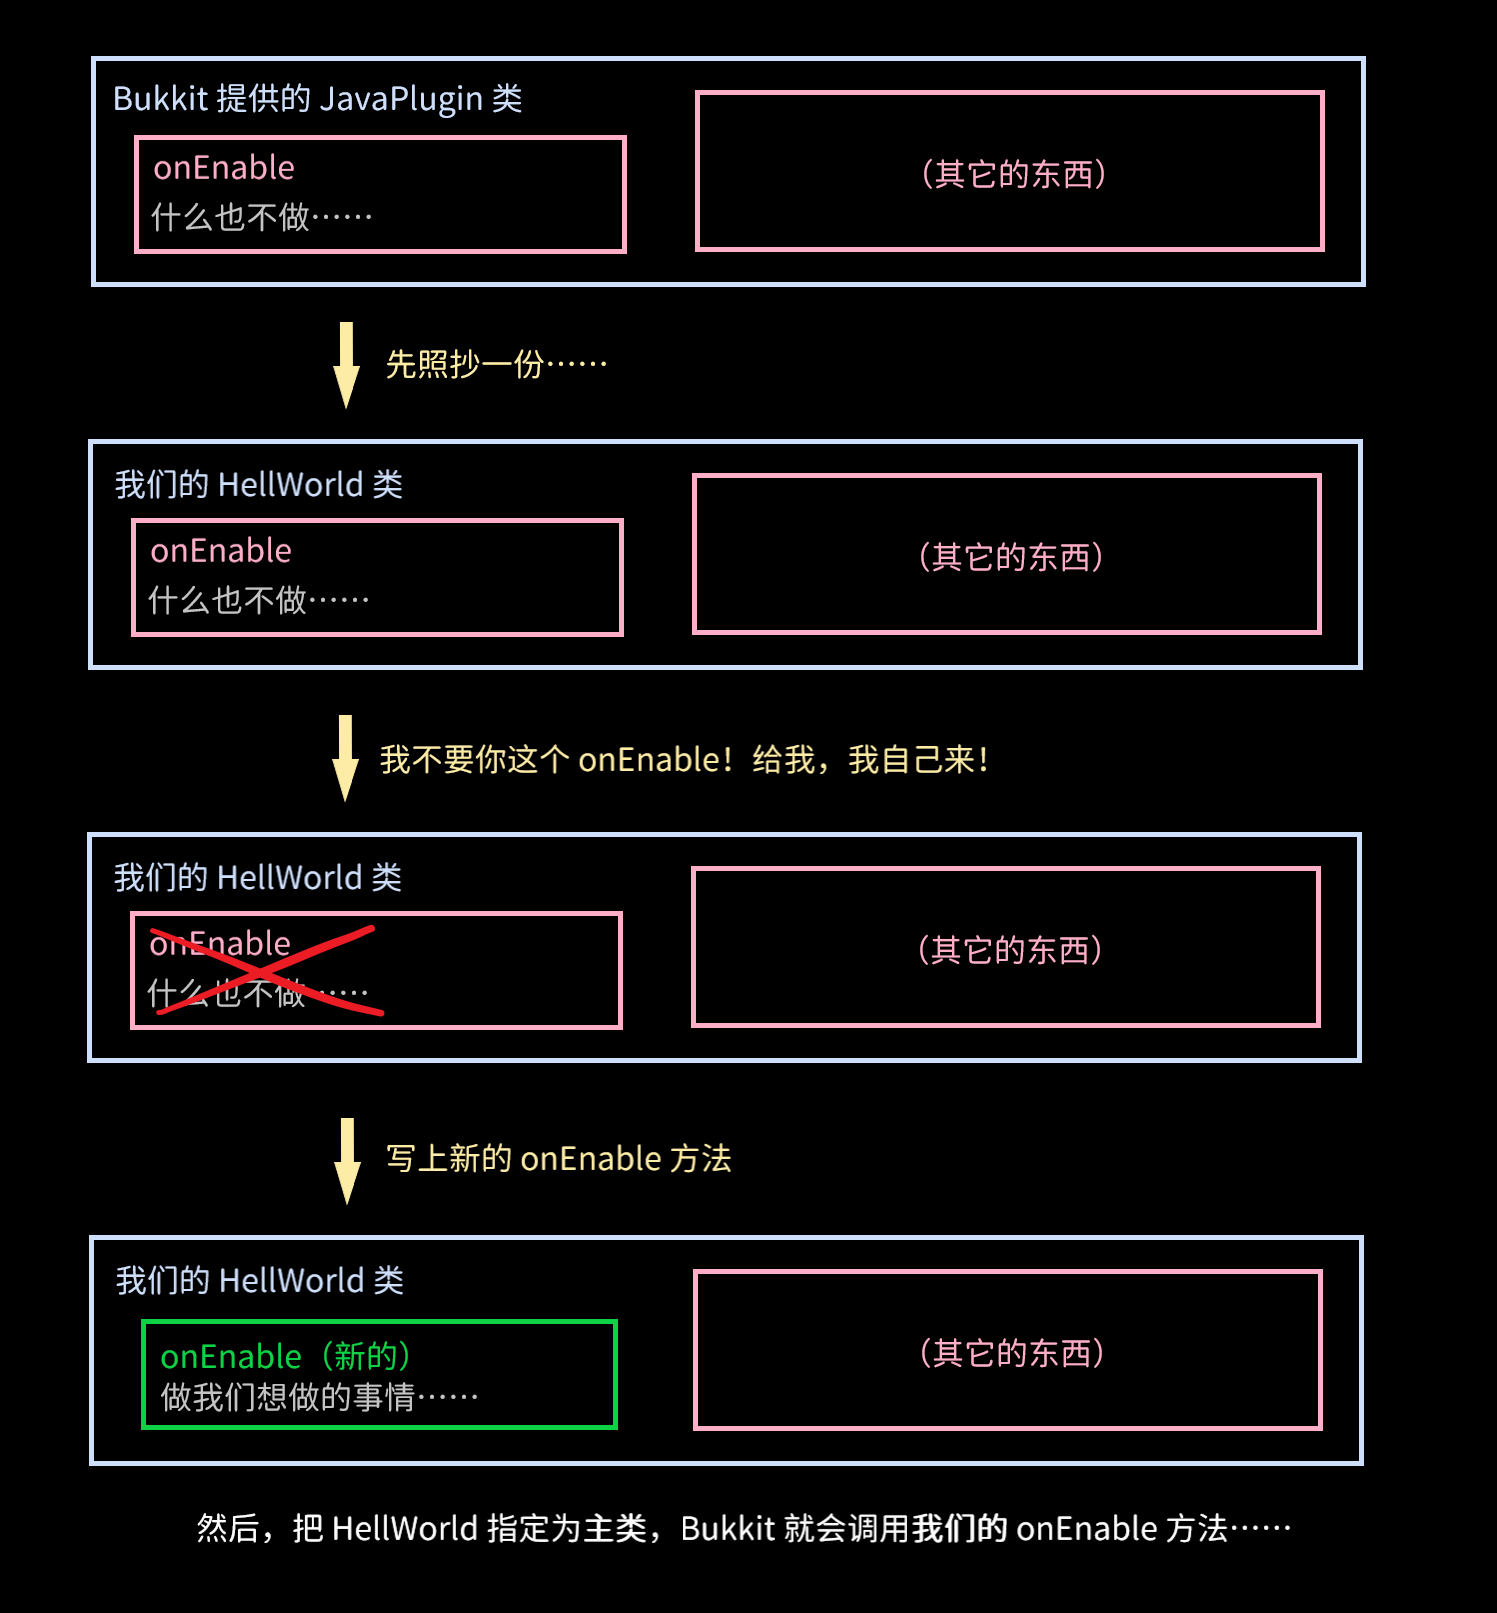 Bukkit 提供的 JavaPlugin 类
onEnable
什么也不做……
（其它的东西）
先照抄一份……
我们的 HellWorld 类
onEnable
什么也不做……
（其它的东西）
我不要你这个 onEnable！给我，我自己来！
我们的 HellWorld 类
onEnable
什么也不做……
（其它的东西）
写上新的 onEnable 方法
我们的 HellWorld 类
onEnable（新的）
做我们想做的事情……
（其它的东西）
然后，把 HellWorld 指定为主类，Bukkit 就会调用我们的 onEnable 方法……